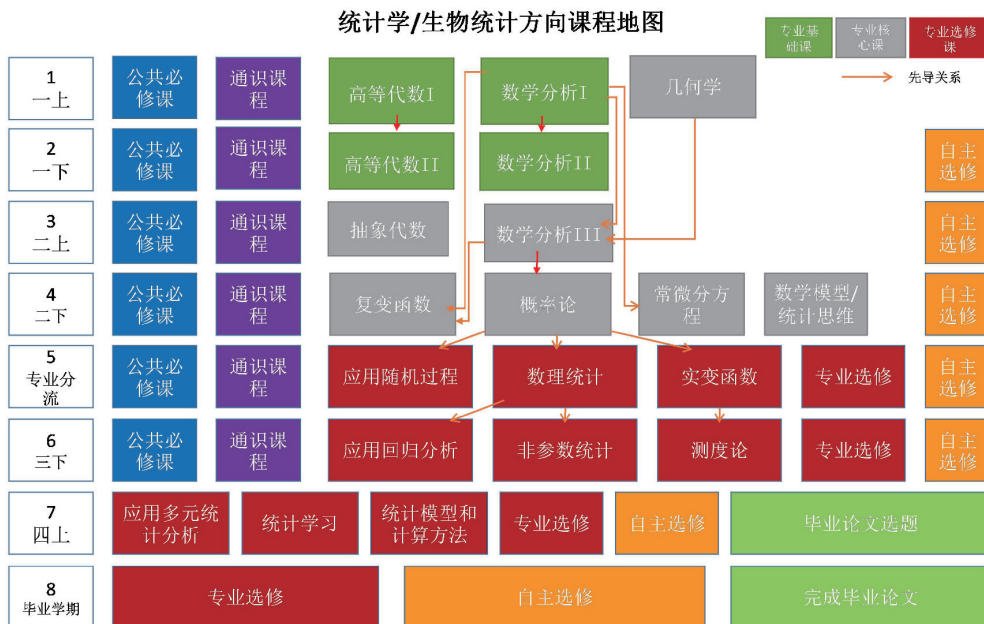 统计学/生物统计方向课程地图
专业基
础课
专业核
心课
专业选修
课
先导关系
1
一上
公共必
修课
通识课
程
高等代数I
数学分析I
几何学
2
一下
公共必
修课
通识课
程
高等代数II
数学分析II
自主
选修
3
二上
公共必
修课
通识课
程
抽象代数
数学分析III
自主
选修
4
二下
公共必
修课
通识课
程
复变函数
概率论
常微分方
程
数学模型/
统计思维
自主
选修
5
专业分
流
公共必
修课
通识课
程
应用随机过程
数理统计
实变函数
专业选修
自主
选修
6
三下
公共必
修课
通识课
程
应用回归分析
非参数统计
测度论
专业选修
自主
选修
7
四上
应用多元统
计分析
统计学习
统计模型和
计算方法
专业选修
自主选修
毕业论文选题
8
毕业学期
专业选修
自主选修
完成毕业论文